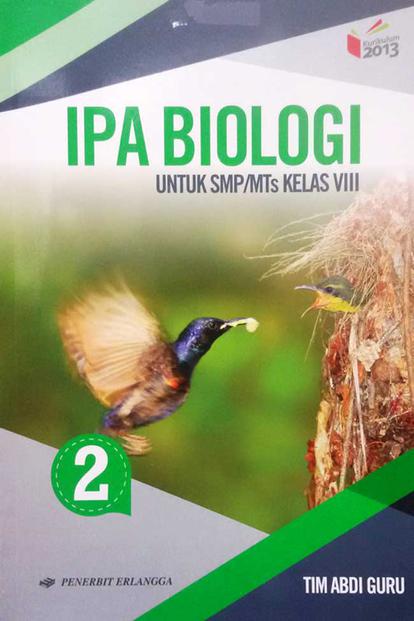 Kurikulum
2013
IPA BIOLOGI
UNTUK SMP/MTs KELAS VIII
2
PENERBIT ERLANGGA
TIM ABDI GURU